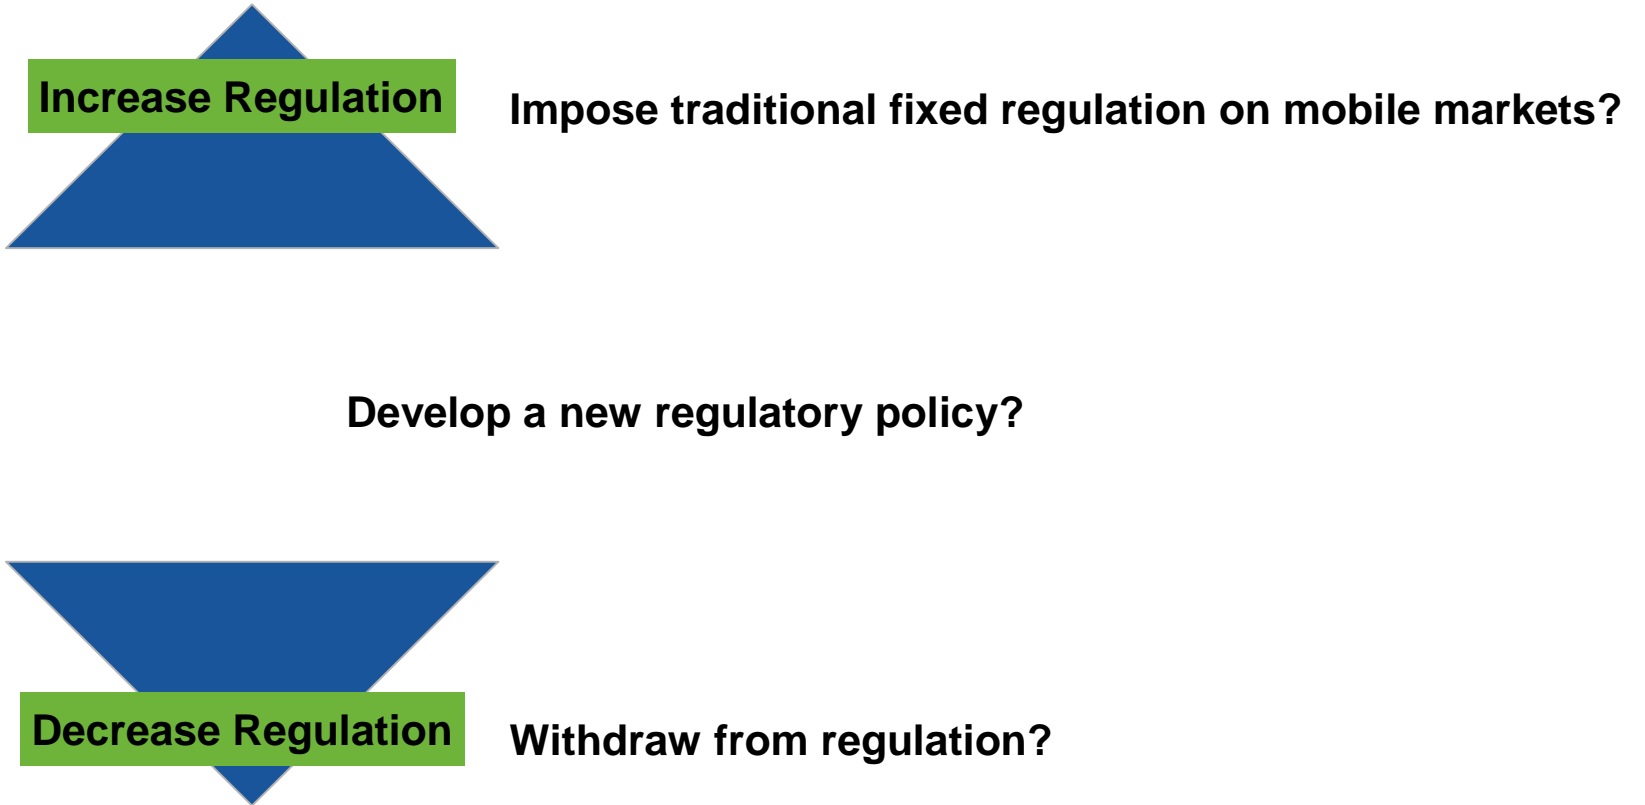 Increase Regulation
Impose traditional fixed regulation on mobile markets?
Develop a new regulatory policy?
Decrease Regulation
Withdraw from regulation?